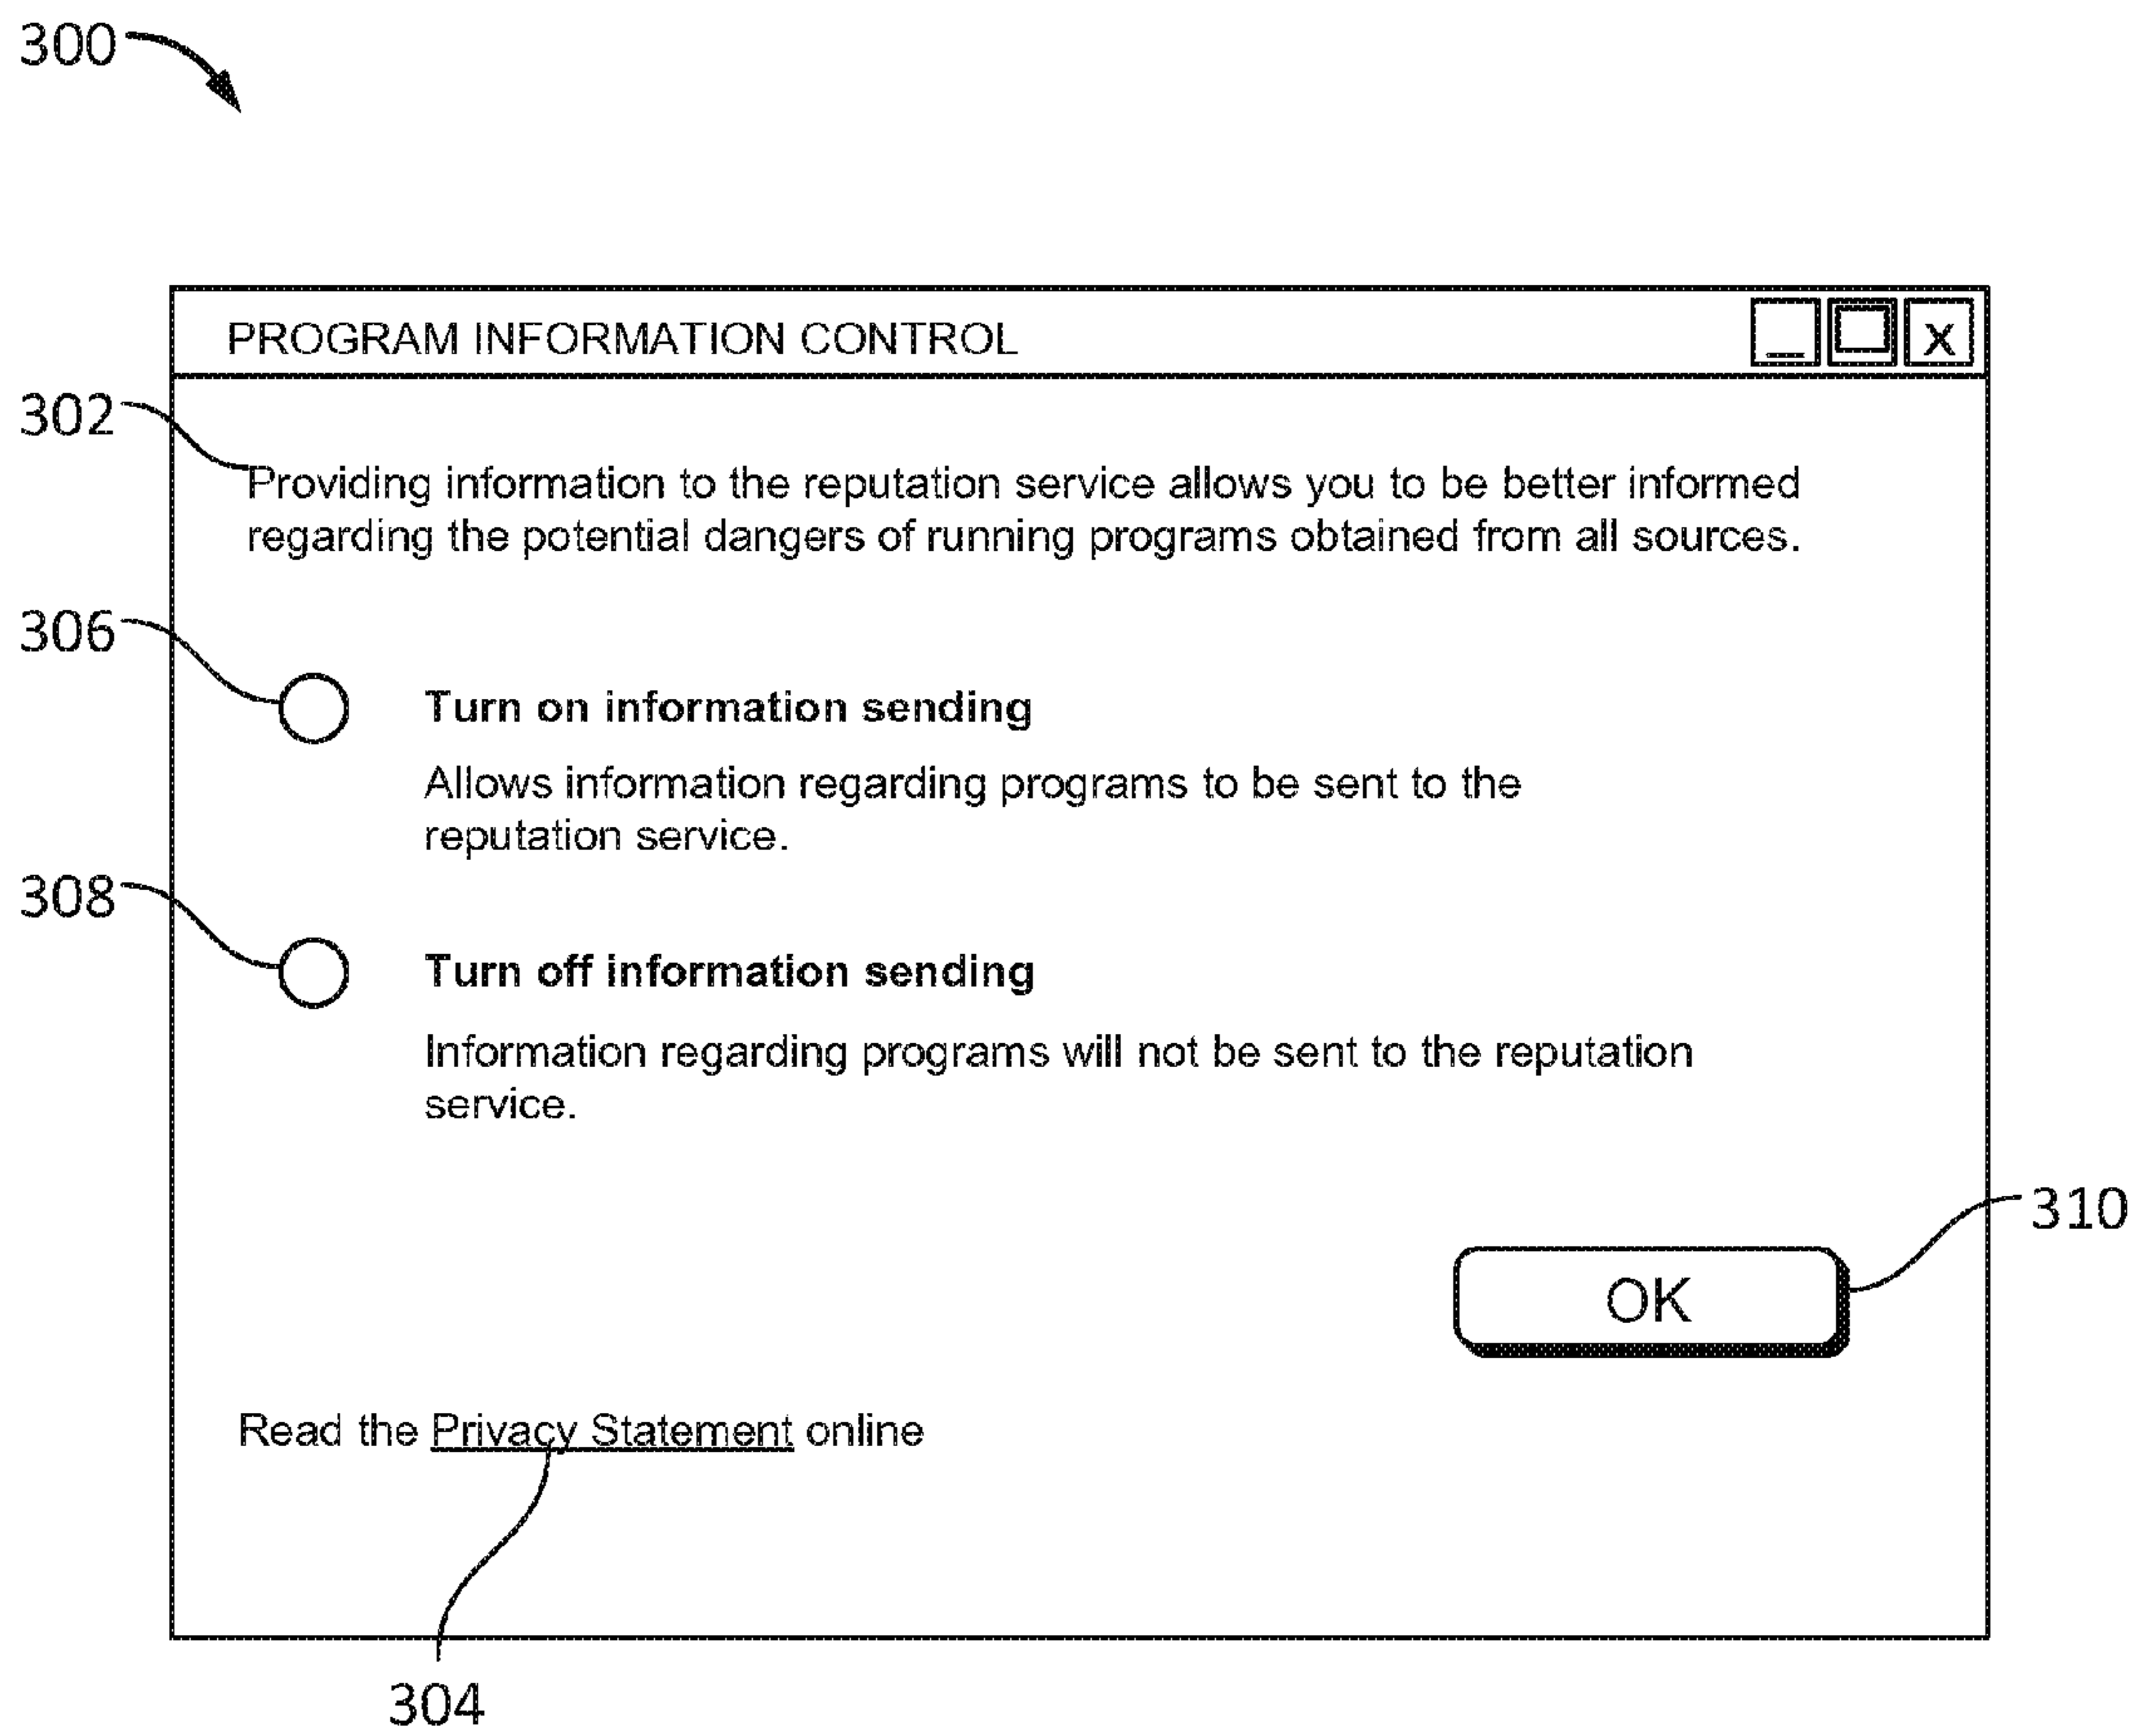 300
PROGRAM INFORMATION CONTROL
_ X
302
Providing information to the reputation service allows you to be better informed
regarding the potential dangers of running programs obtained from all sources.
306
Turn on information sending
Allows information regarding programs to be sent to the
reputation service.
308
Turn off information sending
Information regarding programs will not be sent to the reputation
service.
310
OK
Read the Privacy Statement online
304